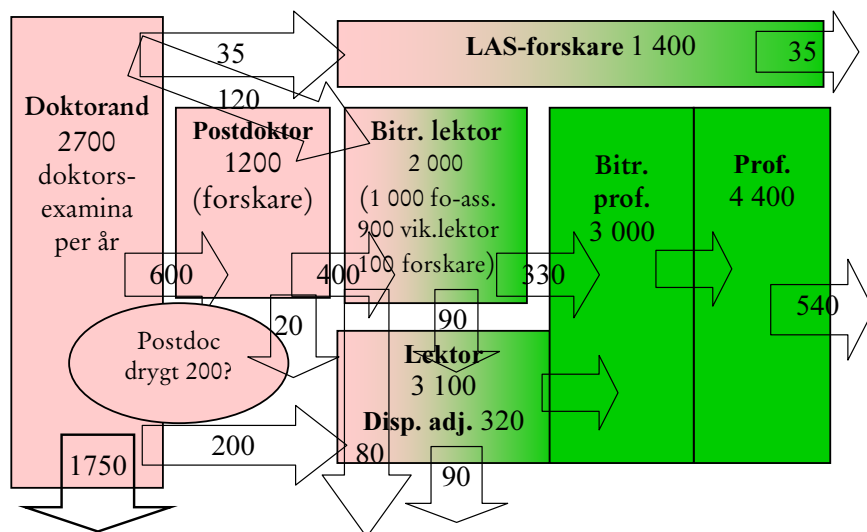 35
LAS-forskare 1 400
35
120
Doktorand
2700
doktors-
examina
per år
Postdoktor
1200
(forskare)
Bitr. lektor
2 000
(1 000 fo-ass.
900 vik.lektor
100 forskare)
Bitr.
prof.
3 000
Prof.
4 400
600
400
330
540
20
90
Postdoc
drygt 200?
Lektor
3 100
Disp. adj. 320
200
80
90
1750